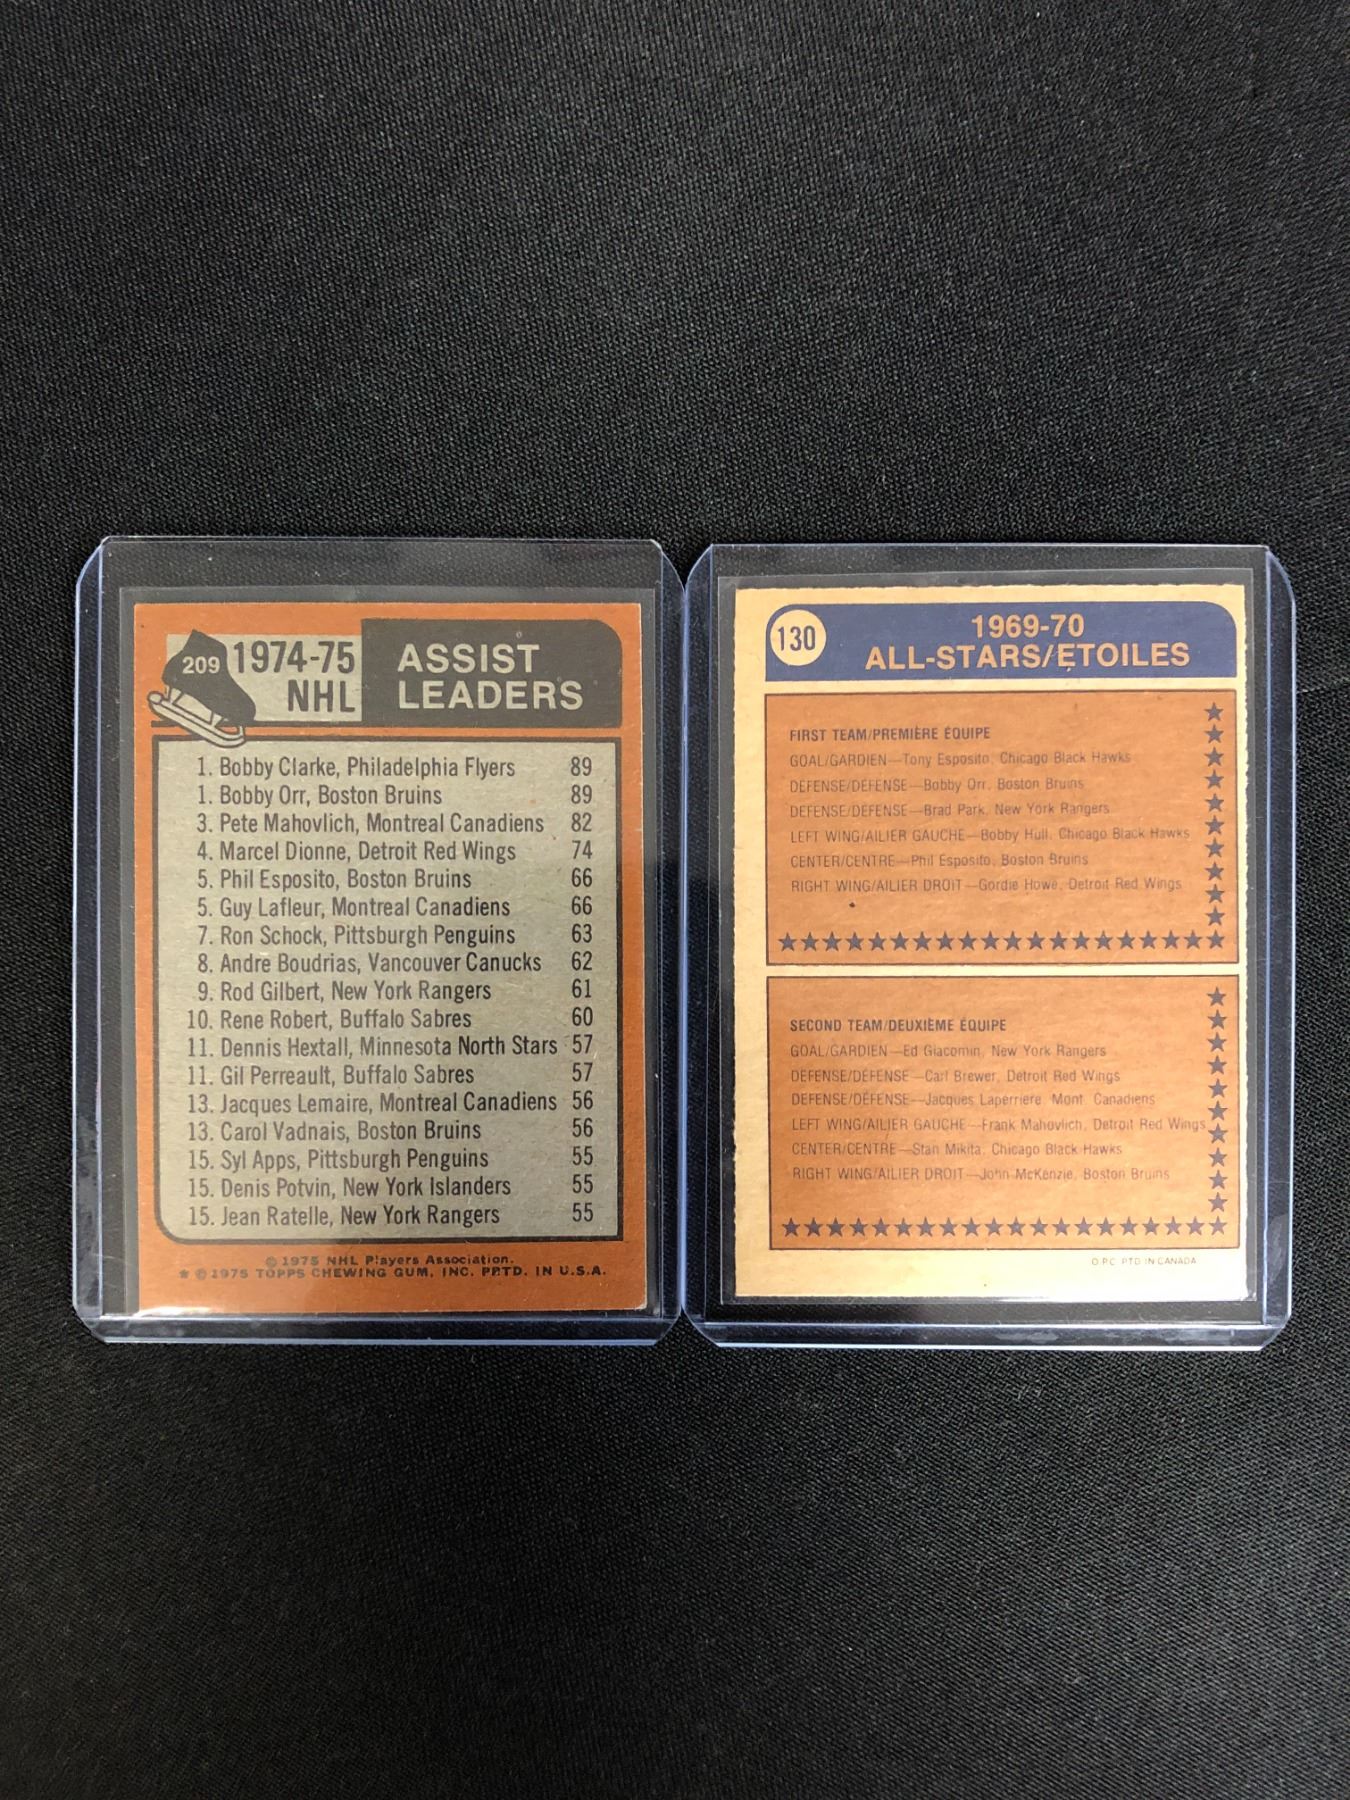 209 1974-75 NHL
ASSIST
LEADERS
1. Bobby Clarke, Philadelphia Flyers 89
1. Bobby Orr, Boston Bruins 89
3. Pete Mahovlich, Montreal Canadiens 82
4. Marcel Dionne, Detroit Red Wings 74
5. Phil Esposito, Boston Bruins 66
5. Guy Lafleur, Montreal Canadiens 66
7. Ron Schock, Pittsburgh Penguins 63
8. Andre Boudrias, Vancouver Canucks 62
9. Rod Gilbert, New York Rangers 61
10. Rene Robert, Buffalo Sabres 60
11. Dennis Hextall, Minnesota North Stars 57
11. Gil Perreault, Buffalo Sabres 57
13. Jacques Lemaire, Montreal Canadiens 56
13. Carol Vadnais, Boston Bruins 56
15. Syl Apps, Pittsburgh Penguins 55
15. Denis Potvin, New York Islanders 55
15. Jean Ratelle, New York Rangers 55
© 1975 NHL Players Association.
★ © 1975 TOPPS CHEWING GUM, INC. PRTD. IN U.S.A.
130
1969-70
ALL-STARS/ÉTOILES
FIRST TEAM/PREMIÈRE ÉQUIPE
GOAL/GARDIEN—Tony Esposito, Chicago Black Hawks
DEFENSE/DÉFENSE—Bobby Orr, Boston Bruins
DEFENSE/DÉFENSE—Brad Park, New York Rangers
LEFT WING/AILIER GAUCHE—Bobby Hull, Chicago Black Hawks
CENTER/CENTRE—Phil Esposito, Boston Bruins
RIGHT WING/AILIER DROIT—Gordie Howe, Detroit Red Wings
SECOND TEAM/DEUXIÈME ÉQUIPE
GOAL/GARDIEN—Ed Giacomin, New York Rangers
DEFENSE/DÉFENSE—Carl Brewer, Detroit Red Wings
DEFENSE/DÉFENSE—Jacques Laperriere, Mont. Canadiens
LEFT WING/AILIER GAUCHE—Frank Mahovlich, Detroit Red Wings
CENTER/CENTRE—Stan Mikita, Chicago Black Hawks
RIGHT WING/AILIER DROIT—John McKenzie, Boston Bruins
O.P.C. PTD. IN CANADA